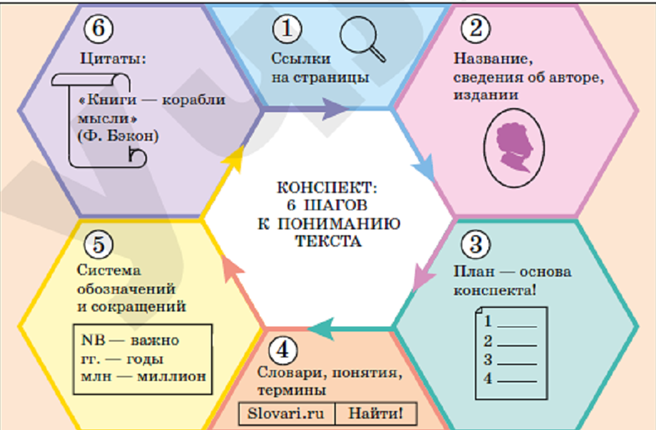 КОНСПЕКТ:
6 ШАГОВ
К ПОНИМАНИЮ
ТЕКСТА
1
Ссылки
на страницы
2
Название,
сведения об авторе,
издании
3
План — основа
конспекта!
1
2
3
4
4
Словари, понятия,
термины
Slovari.ru Найти!
5
Система
обозначений
и сокращений
NB — важно
гг. — годы
млн — миллион
6
Цитаты:
«Книги — корабли
мысли»
(Ф. Бэкон)